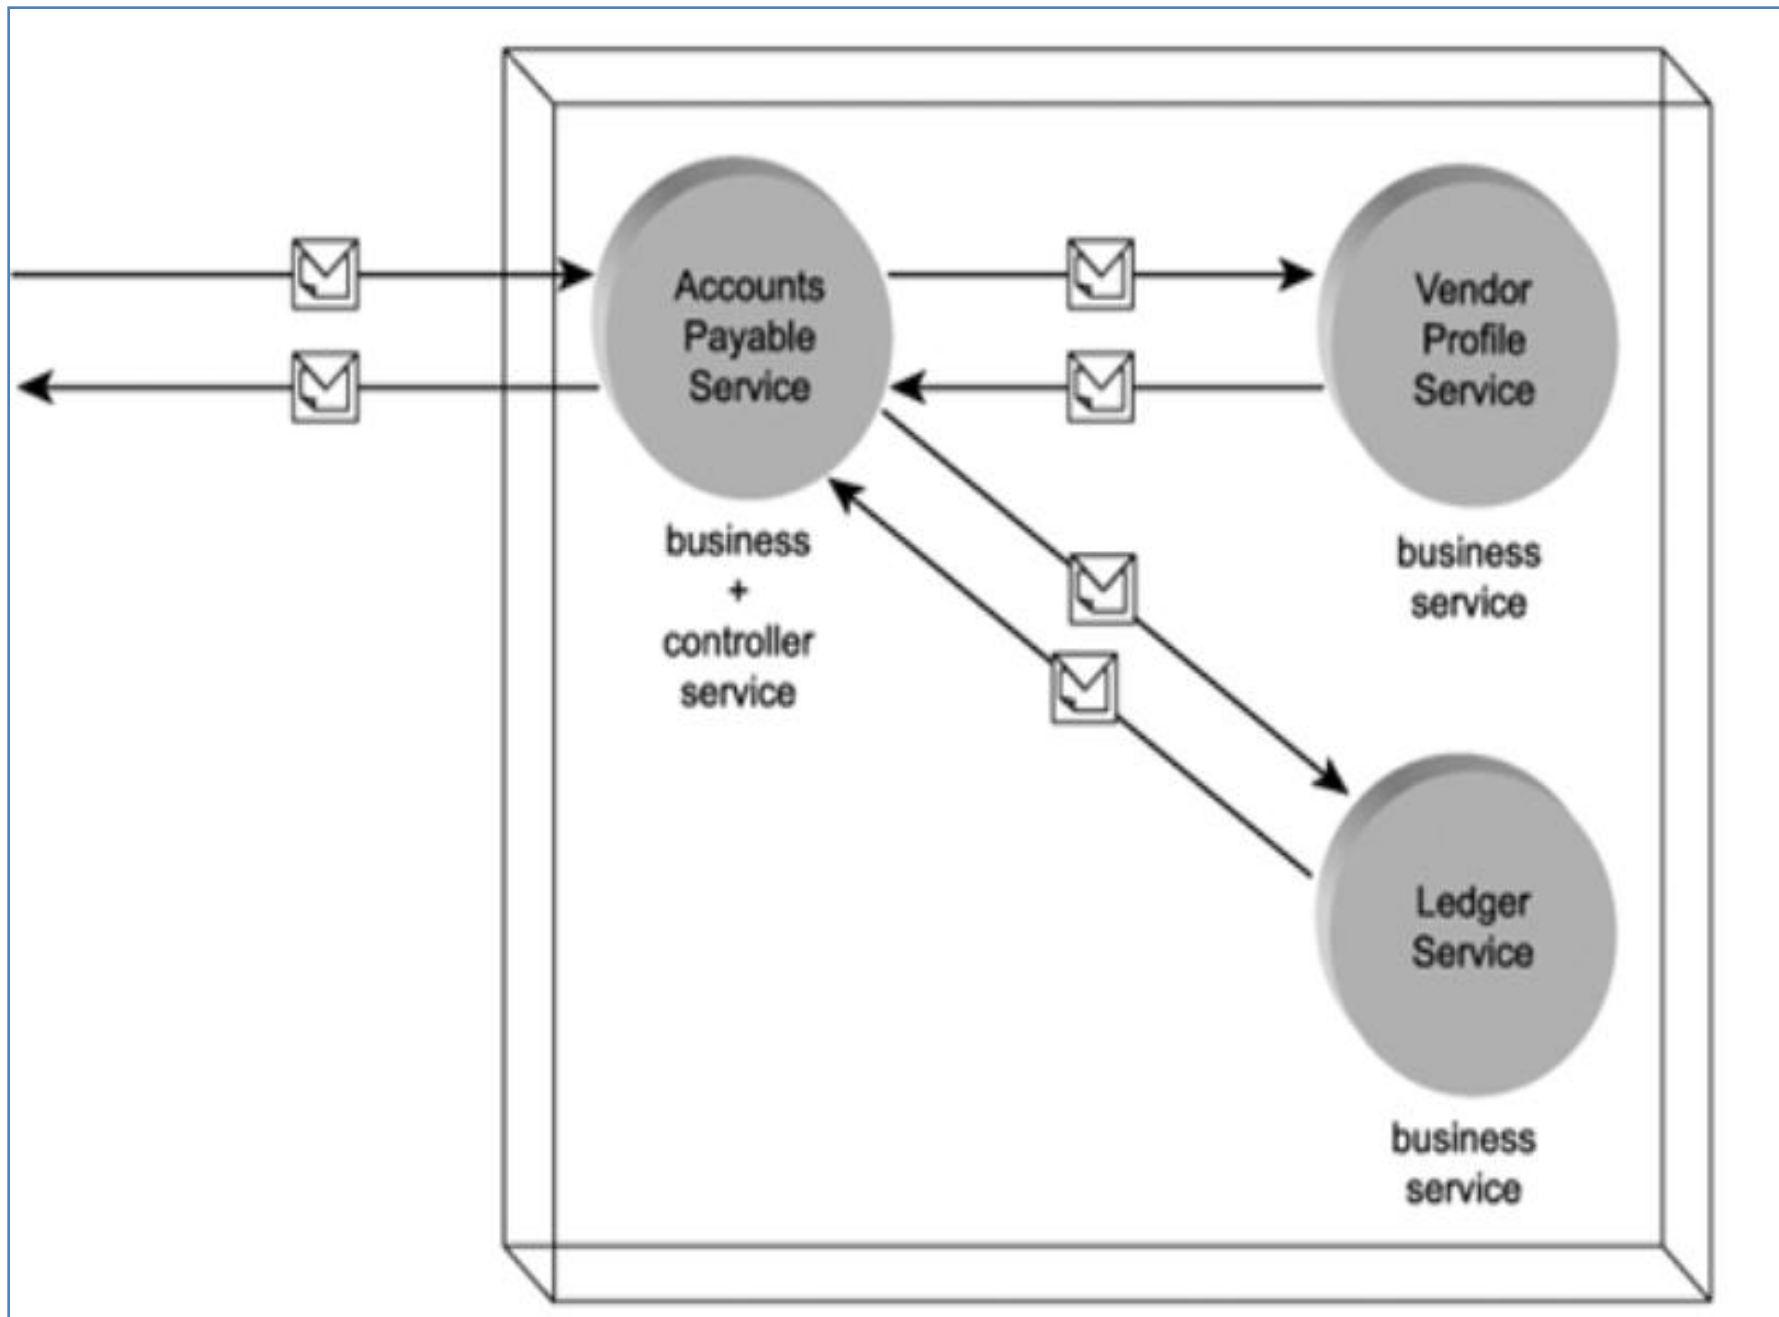 Accounts
Payable
Service
business
+
controller
service
Vendor
Profile
Service
business
service
Ledger
Service
business
service